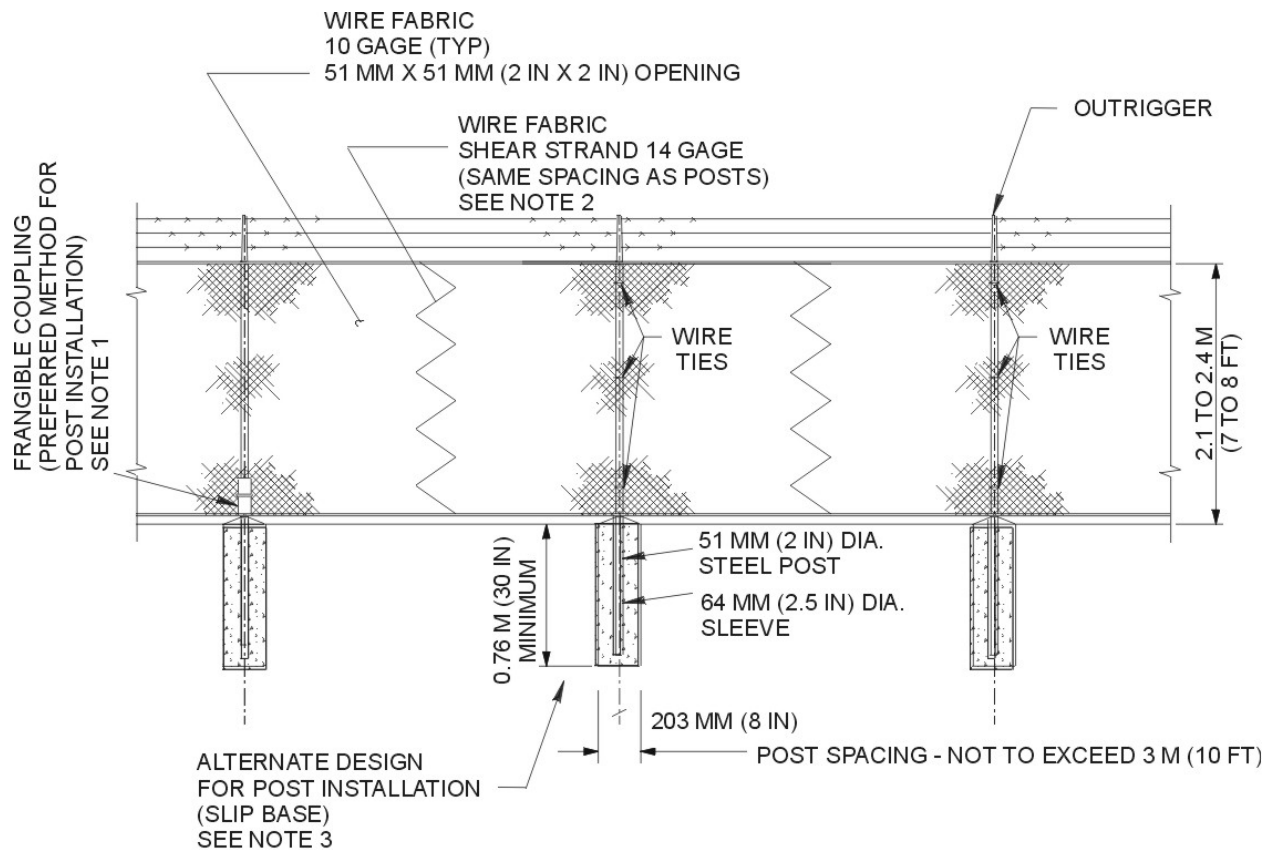 WIRE FABRIC
10 GAGE (TYP)
51 MM X 51 MM (2 IN X 2 IN) OPENING
WIRE FABRIC
SHEAR STRAND 14 GAGE
(SAME SPACING AS POSTS)
SEE NOTE 2
OUTRIGGER
FRANGIBLE COUPLING
(PREFERRED METHOD FOR
POST INSTALLATION)
SEE NOTE 1
WIRE
TIES
WIRE
TIES
2.1 TO 2.4 M
(7 TO 8 FT)
0.76 M (30 IN)
MINIMUM
51 MM (2 IN) DIA.
STEEL POST
64 MM (2.5 IN) DIA.
SLEEVE
203 MM (8 IN)
POST SPACING - NOT TO EXCEED 3 M (10 FT)
ALTERNATE DESIGN
FOR POST INSTALLATION
(SLIP BASE)
SEE NOTE 3